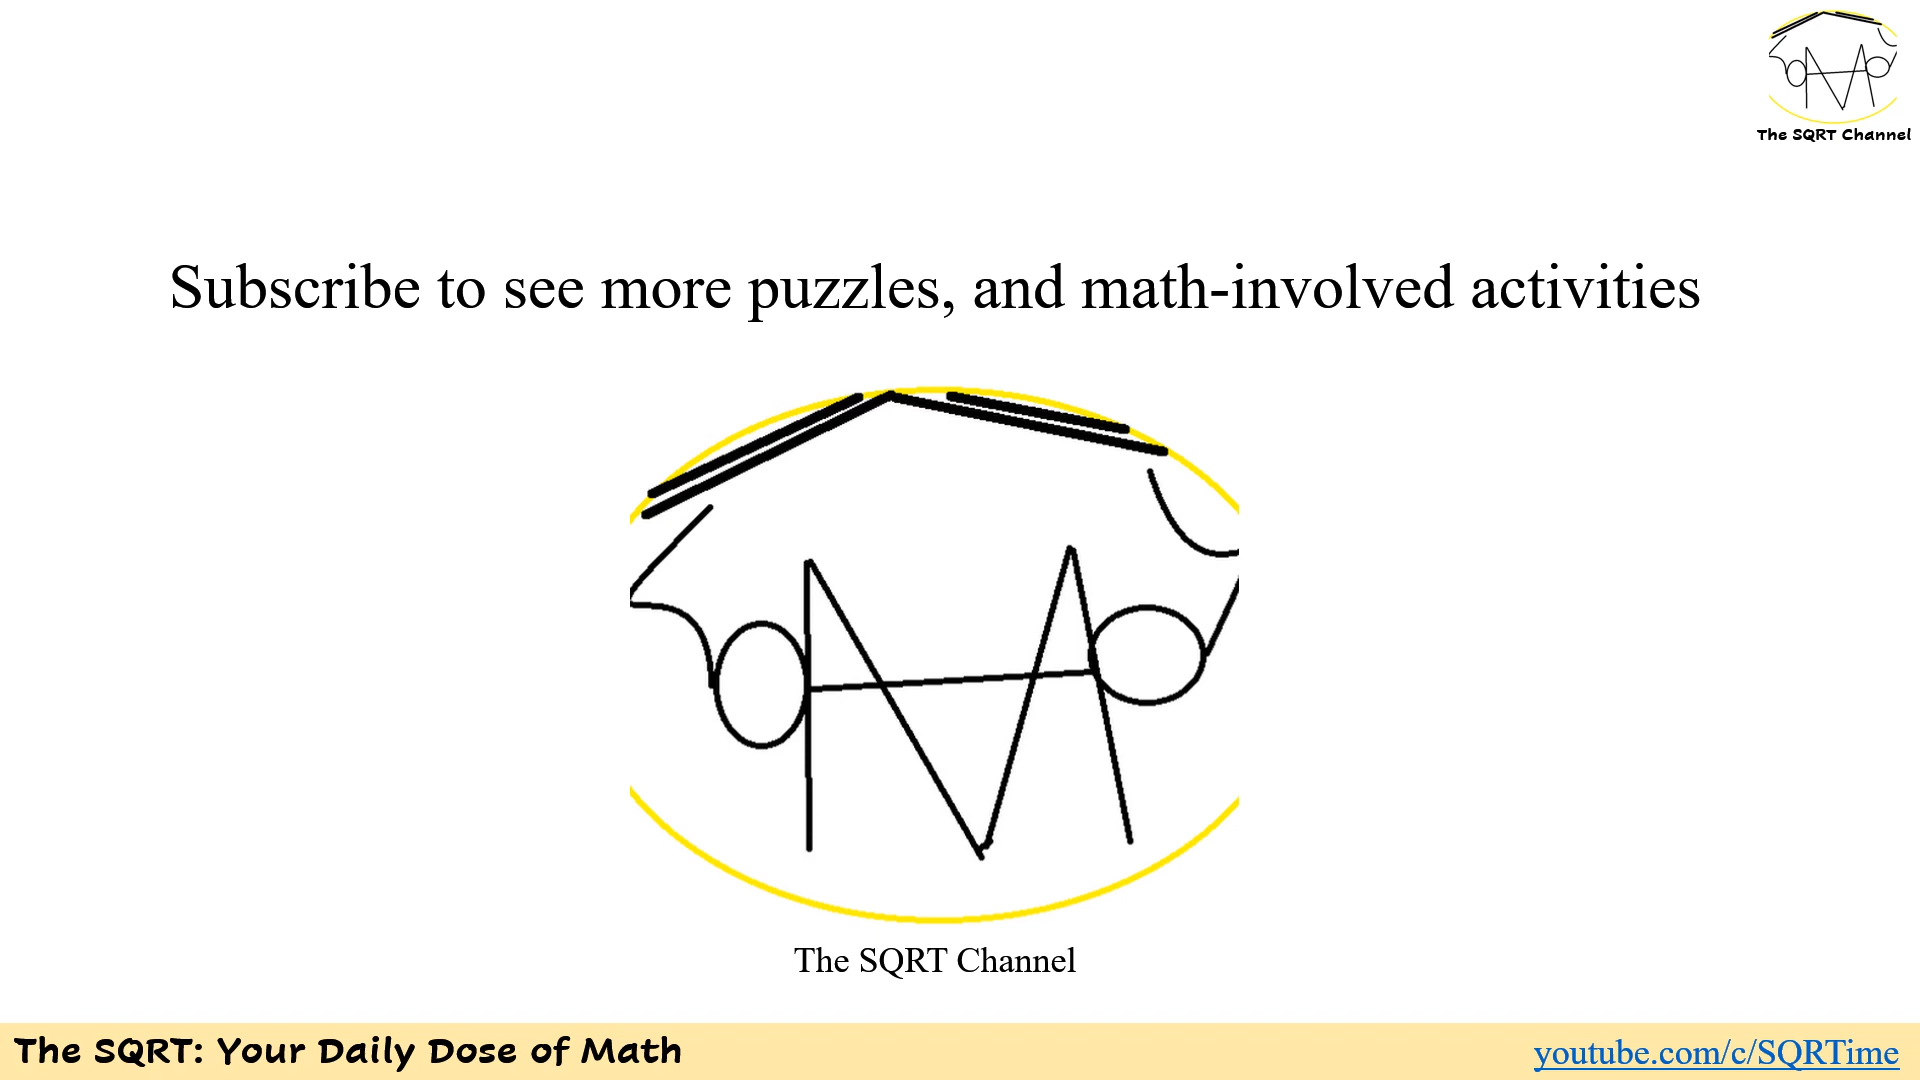 The SQRT Channel
Subscribe to see more puzzles, and math-involved activities
The SQRT Channel
The SQRT: Your Daily Dose of Math
youtube.com/c/SQRTime